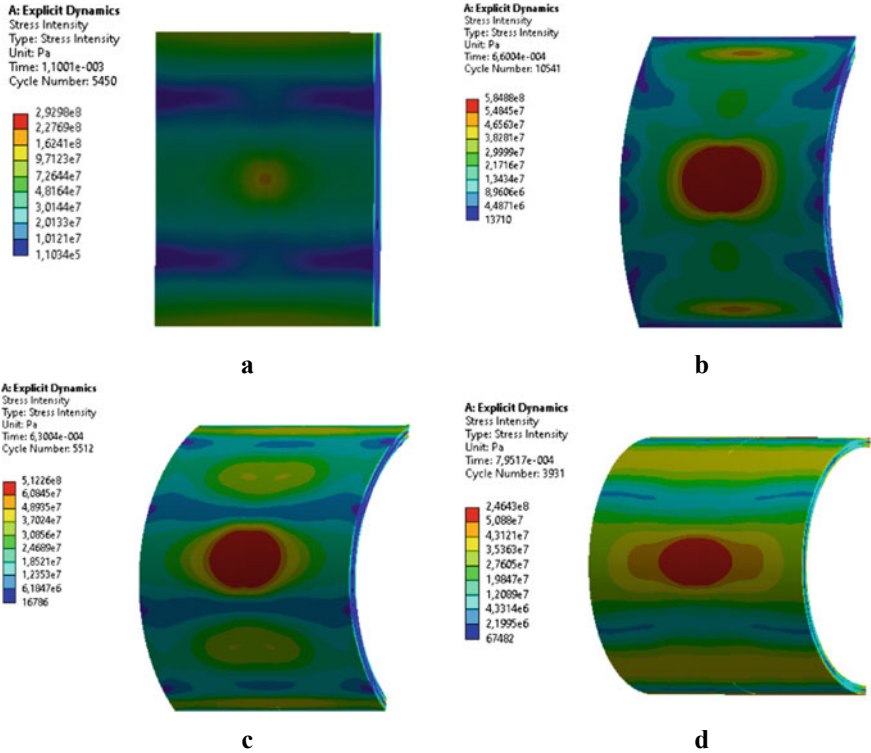 A: Explicit Dynamics
Stress Intensity
Type: Stress Intensity
Unit: Pa
Time: 1,1001e-003
Cycle Number: 5450
2,9298e8
2,2769e8
1,6241e8
9,7123e7
7,2644e7
4,8164e7
3,0144e7
2,0133e7
1,0121e7
1,1034e5
a
A: Explicit Dynamics
Stress Intensity
Type: Stress Intensity
Unit: Pa
Time: 6,6004e-004
Cycle Number: 10541
5,8488e8
5,4845e7
4,6563e7
3,8281e7
2,9999e7
2,1716e7
1,3434e7
8,9606e6
4,4871e6
13710
b
A: Explicit Dynamics
Stress Intensity
Type: Stress Intensity
Unit: Pa
Time: 6,3004e-004
Cycle Number: 5512
5,1226e8
6,0845e7
4,8935e7
3,7024e7
3,0856e7
2,4689e7
1,8521e7
1,2353e7
6,1847e6
16786
c
A: Explicit Dynamics
Stress Intensity
Type: Stress Intensity
Unit: Pa
Time: 7,9517e-004
Cycle Number: 3931
2,4643e8
5,088e7
4,3121e7
3,5363e7
2,7605e7
1,9847e7
1,2089e7
4,3314e6
2,1995e6
67482
d